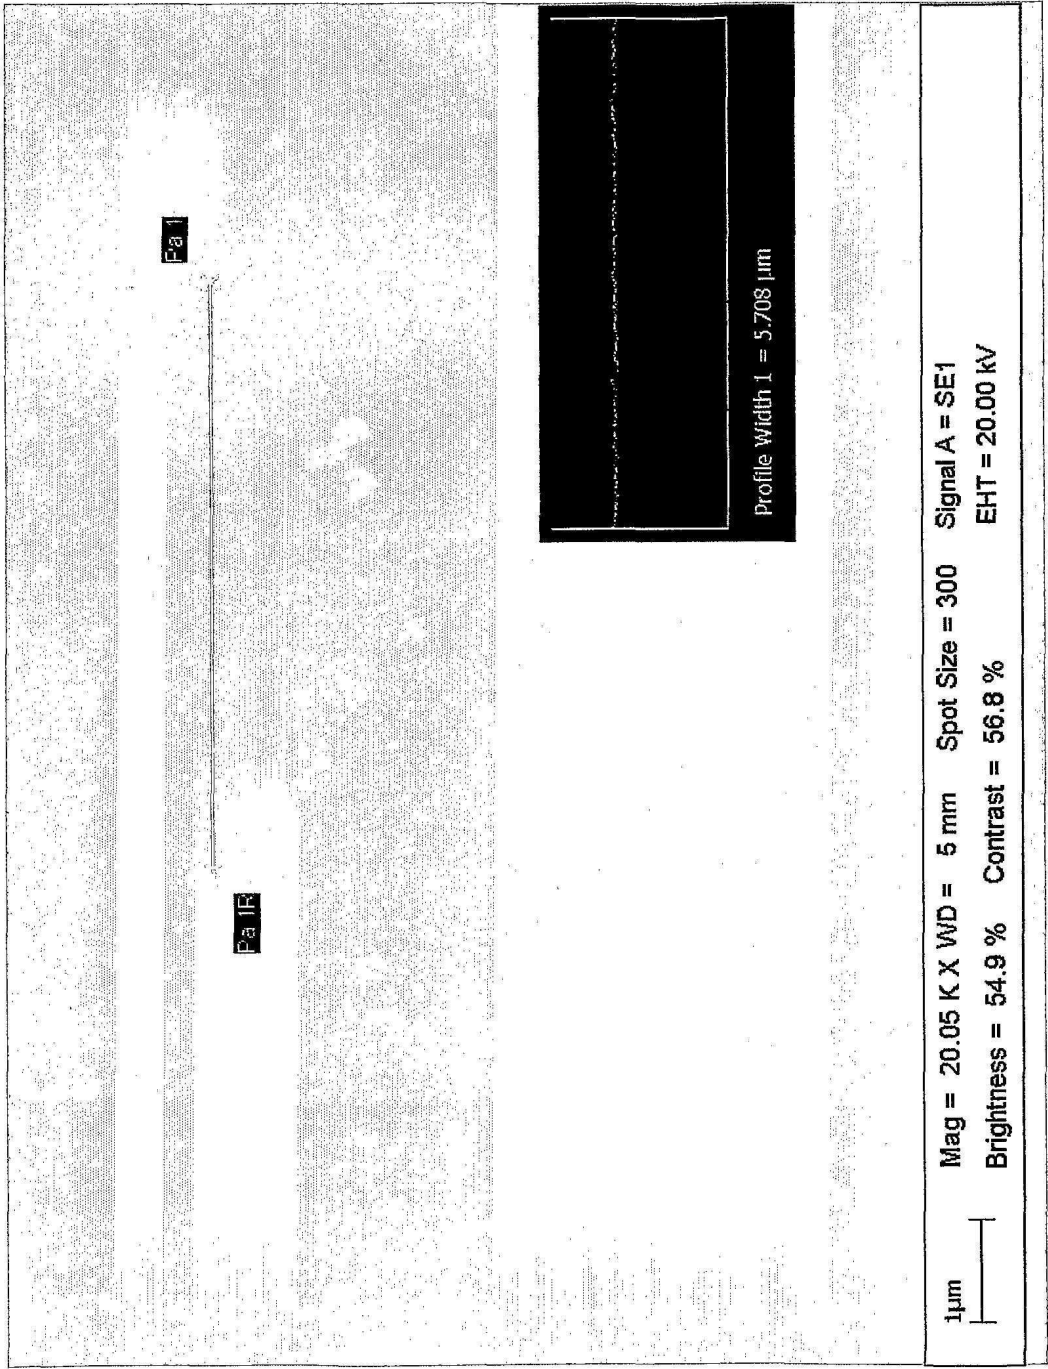 Pa 1
Pa 1R
Profile Width 1 = 5.708 µm
1µm
Mag = 20.05 K X WD = 5 mm Spot Size = 300 Signal A = SE1
Brightness = 54.9 % Contrast = 56.8 % EHT = 20.00 kV